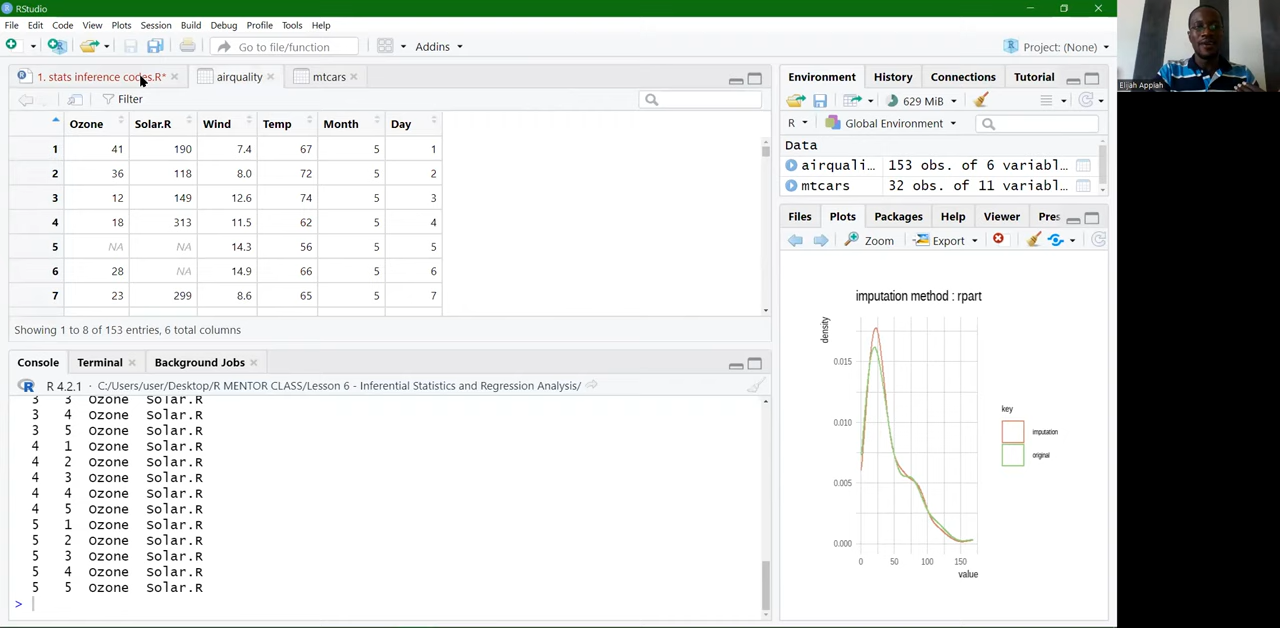 RStudio
File Edit Code View Plots Session Build Debug Profile Tools Help
Go to file/function Addins Project: (None)
1. stats inference codes.R* airquality mtcars
Filter
Ozone Solar.R Wind Temp Month Day
1 41 190 7.4 67 5 1
2 36 118 8.0 72 5 2
3 12 149 12.6 74 5 3
4 18 313 11.5 62 5 4
5 NA NA 14.3 56 5 5
6 28 NA 14.9 66 5 6
7 23 299 8.6 65 5 7
Showing 1 to 8 of 153 entries, 6 total columns
Console Terminal Background Jobs
R 4.2.1 · C:/Users/user/Desktop/R MENTOR CLASS/Lesson 6 - Inferential Statistics and Regression Analysis/
3 3 Ozone Solar.R
3 4 Ozone Solar.R
3 5 Ozone Solar.R
4 1 Ozone Solar.R
4 2 Ozone Solar.R
4 3 Ozone Solar.R
4 4 Ozone Solar.R
4 5 Ozone Solar.R
5 1 Ozone Solar.R
5 2 Ozone Solar.R
5 3 Ozone Solar.R
5 4 Ozone Solar.R
5 5 Ozone Solar.R
>
Environment History Connections Tutorial
629 MiB
R Global Environment
Data
airquali... 153 obs. of 6 variabl...
mtcars 32 obs. of 11 variabl...
Files Plots Packages Help Viewer Pres
Zoom Export
imputation method : rpart
density
0.015
0.010
0.005
0.000
0 50 100 150
value
key
imputation
original
Elijah Appiah